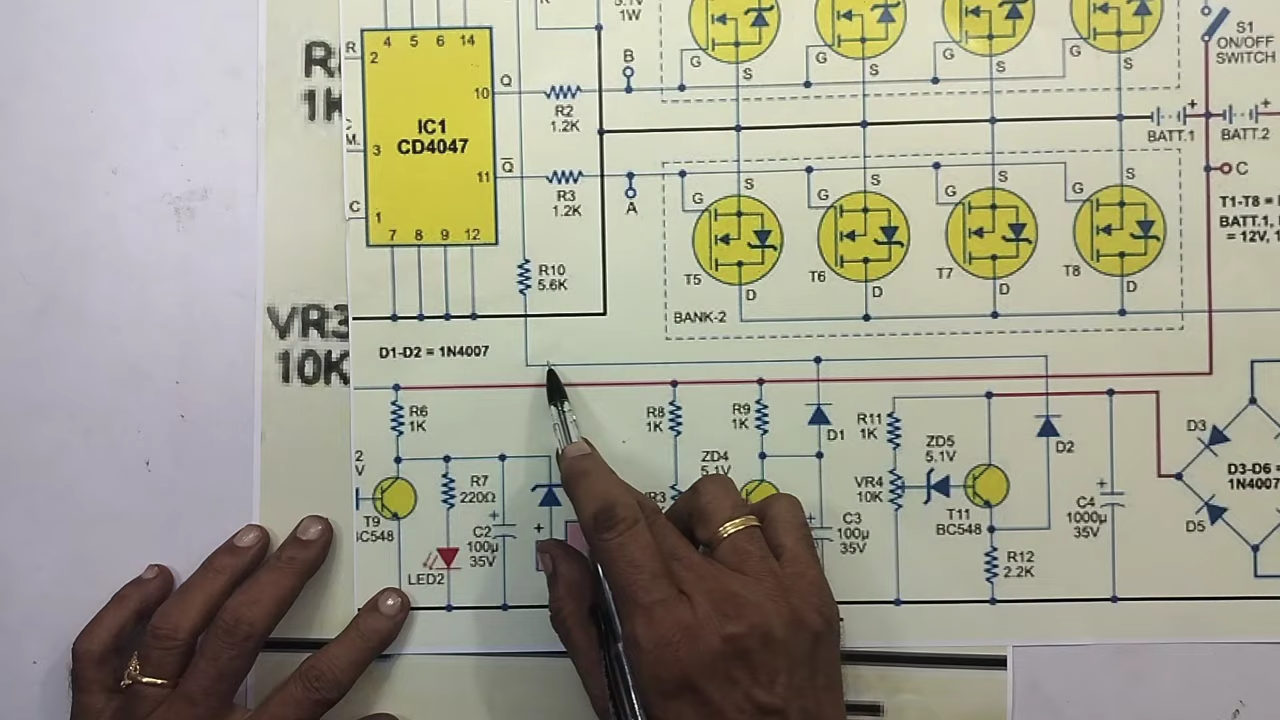 5.1V
1W
R
1K
VR3
10K
R
M.
C
4 5 6 14
2
3
1
10
11
7 8 9 12
IC1
CD4047
Q
Q̅
R2
1.2K
R3
1.2K
B
A
R10
5.6K
G
S
G
S
G
S
G
S
BATT.1
+
BATT.2
+
S1
ON/OFF
SWITCH
C
T1-T8 =
BATT.1,
= 12V, 1
G
S
T5
D
G
S
T6
D
G
S
T7
D
G
S
T8
D
BANK-2
D1-D2 = 1N4007
R6
1K
R8
1K
R9
1K
D1
R11
1K
ZD5
5.1V
D2
D3
D3-D6 =
1N4007
D5
2
V
T9
R7
220Ω
+
C2
100µ
35V
LED2
+
ZD4
5.1V
+
C3
100µ
35V
VR4
10K
T11
BC548
+
C4
1000µ
35V
R12
2.2K